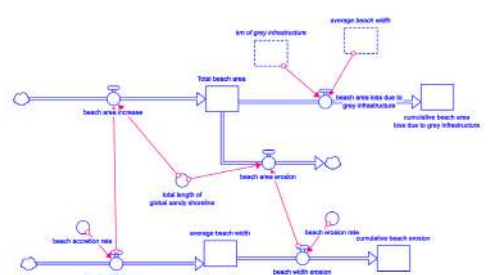 average beach width
km of grey infrastructure
Total beach area
beach area increase
beach area loss due to
grey infrastructure
cumulative beach area
loss due to grey infrastructure
beach area erosion
total length of
global sandy shoreline
beach accretion rate
average beach width
beach erosion rate
cumulative beach erosion
beach width erosion